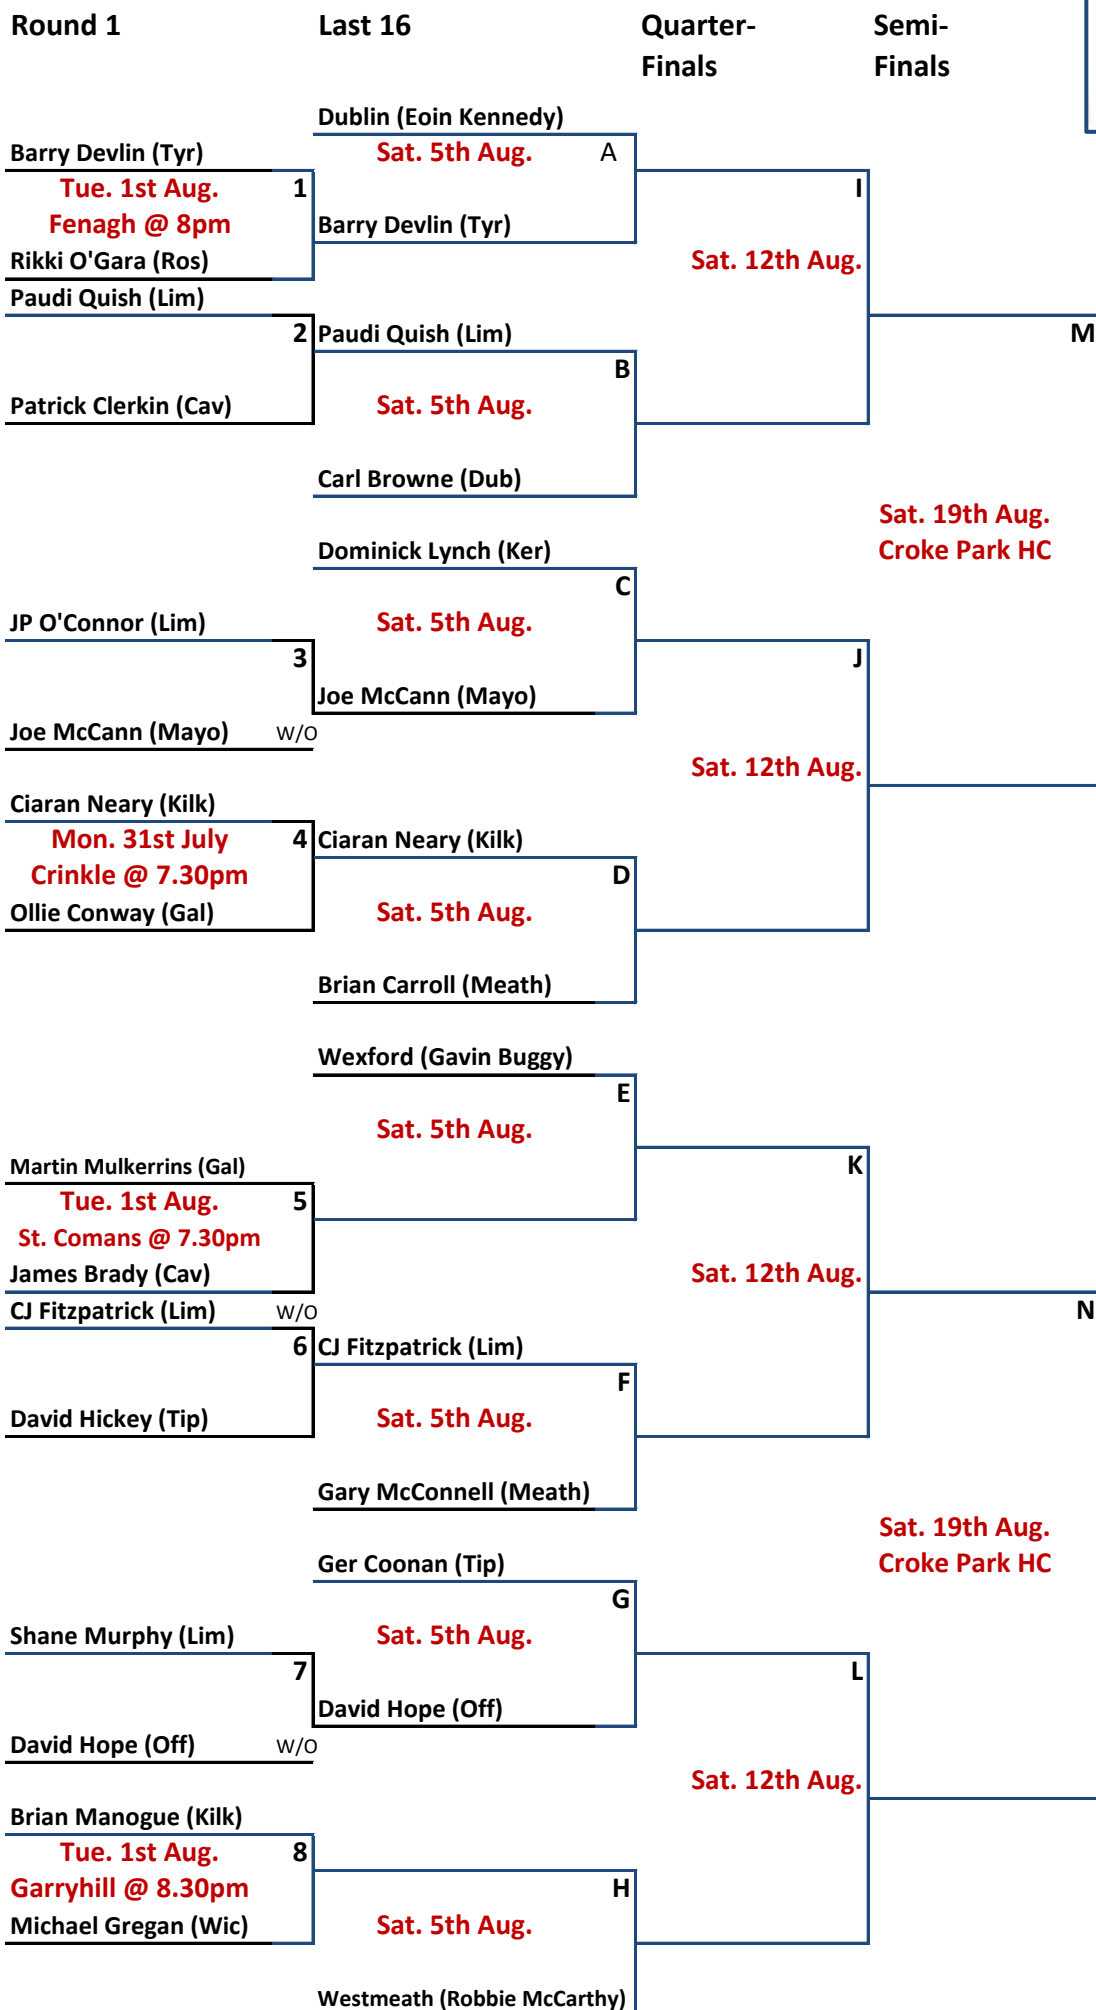 Round 1
Last 16
Quarter-
Finals
Semi-
Finals
Dublin (Eoin Kennedy)
Barry Devlin (Tyr)
Sat. 5th Aug. A
Tue. 1st Aug. 1
I
Fenagh @ 8pm
Barry Devlin (Tyr)
Rikki O'Gara (Ros)
Sat. 12th Aug.
Paudi Quish (Lim)
2
Paudi Quish (Lim)
M
B
Patrick Clerkin (Cav)
Sat. 5th Aug.
Carl Browne (Dub)
Sat. 19th Aug.
Croke Park HC
Dominick Lynch (Ker)
C
JP O'Connor (Lim)
Sat. 5th Aug.
3
J
Joe McCann (Mayo)
Joe McCann (Mayo) W/O
Sat. 12th Aug.
Ciaran Neary (Kilk)
Mon. 31st July 4
Ciaran Neary (Kilk)
Crinkle @ 7.30pm
D
Ollie Conway (Gal)
Sat. 5th Aug.
Brian Carroll (Meath)
Wexford (Gavin Buggy)
E
Sat. 5th Aug.
Martin Mulkerrins (Gal)
K
Tue. 1st Aug. 5
St. Comans @ 7.30pm
James Brady (Cav)
Sat. 12th Aug.
CJ Fitzpatrick (Lim) W/O
N
6
CJ Fitzpatrick (Lim)
F
David Hickey (Tip)
Sat. 5th Aug.
Gary McConnell (Meath)
Sat. 19th Aug.
Croke Park HC
Ger Coonan (Tip)
G
Shane Murphy (Lim)
Sat. 5th Aug.
7
L
David Hope (Off)
David Hope (Off) W/O
Sat. 12th Aug.
Brian Manogue (Kilk)
Tue. 1st Aug. 8
Garryhill @ 8.30pm
H
Michael Gregan (Wic)
Sat. 5th Aug.
Westmeath (Robbie McCarthy)